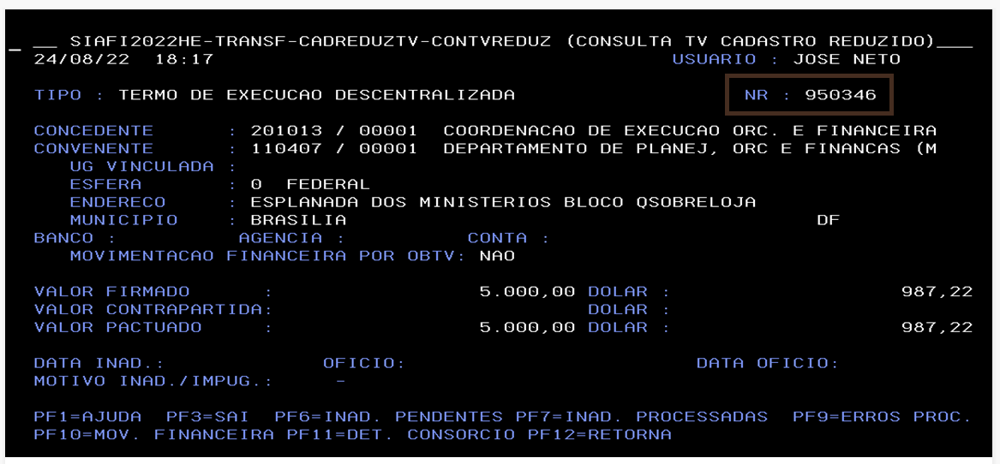 __ SIAFI2022HE-TRANSF-CADREDUZTV-CONTVREDUZ (CONSULTA TV CADASTRO REDUZIDO)___
24/08/22  18:17                                      USUARIO : JOSE NETO
TIPO : TERMO DE EXECUCAO DESCENTRALIZADA                   NR : 950346
CONCEDENTE      : 201013 / 00001  COORDENACAO DE EXECUCAO ORC. E FINANCEIRA
CONVENENTE      : 110407 / 00001  DEPARTAMENTO DE PLANEJ, ORC E FINANCAS (M
UG VINCULADA :
ESFERA       : 0  FEDERAL
ENDERECO     : ESPLANADA DOS MINISTERIOS BLOCO QSOBRELOJA
MUNICIPIO    : BRASILIA                                       DF
BANCO :          AGENCIA :          CONTA :
MOVIMENTACAO FINANCEIRA POR OBTV: NAO
VALOR FIRMADO      :                 5.000,00 DOLAR :                   987,22
VALOR CONTRAPARTIDA:                          DOLAR :
VALOR PACTUADO     :                 5.000,00 DOLAR :                   987,22
DATA INAD.:             OFICIO:                        DATA OFICIO:
MOTIVO INAD./IMPUG.:     -
PF1=AJUDA  PF3=SAI  PF6=INAD. PENDENTES PF7=INAD. PROCESSADAS  PF9=ERROS PROC.
PF10=MOV. FINANCEIRA PF11=DET. CONSORCIO PF12=RETORNA